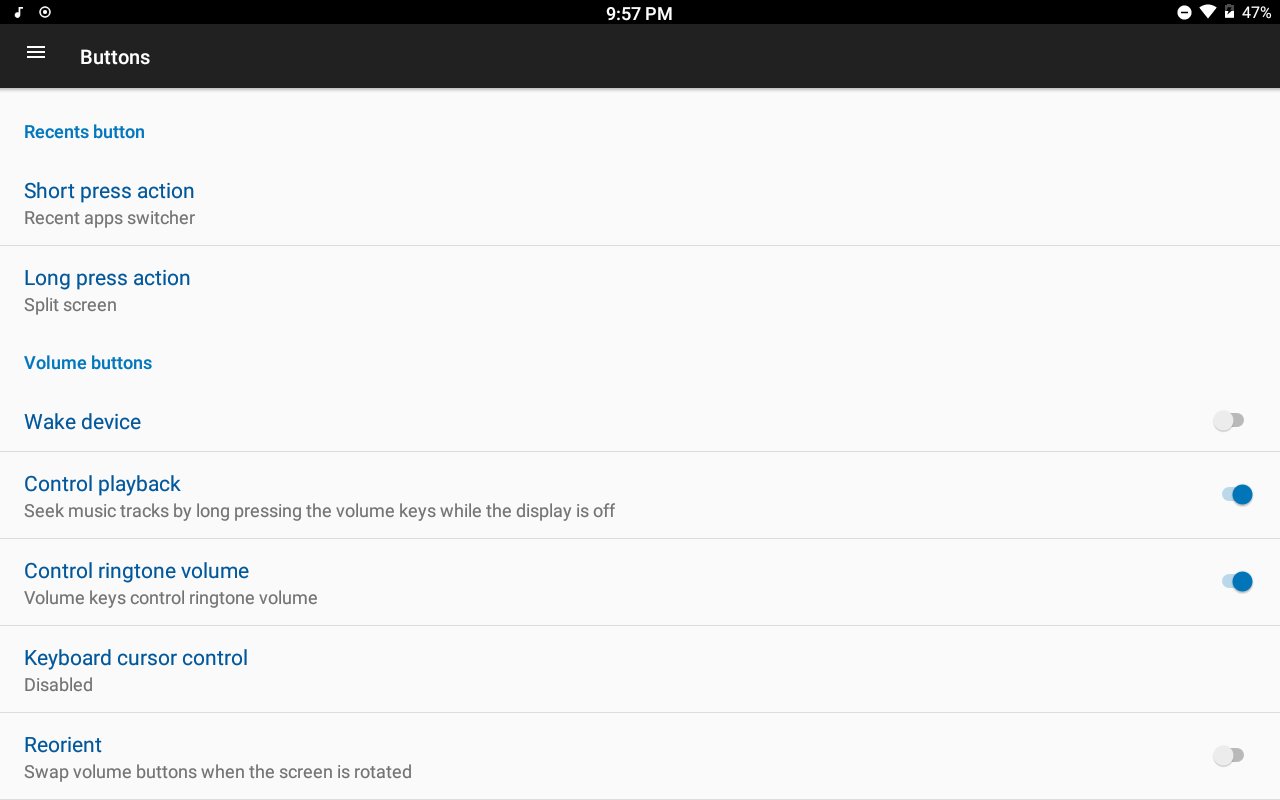 9:57 PM
47%
Buttons
Recents button
Short press action
Recent apps switcher
Long press action
Split screen
Volume buttons
Wake device
Control playback
Seek music tracks by long pressing the volume keys while the display is off
Control ringtone volume
Volume keys control ringtone volume
Keyboard cursor control
Disabled
Reorient
Swap volume buttons when the screen is rotated